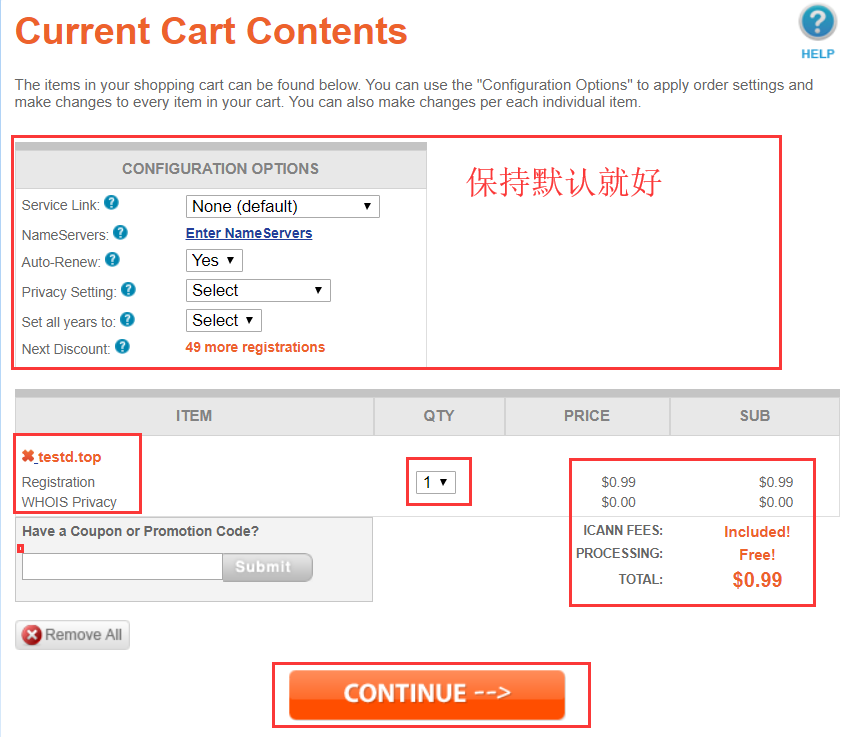 Current Cart Contents
HELP
The items in your shopping cart can be found below. You can use the "Configuration Options" to apply order settings and
make changes to every item in your cart. You can also make changes per each individual item.
CONFIGURATION OPTIONS
保持默认就好
Service Link: ? None (default)
NameServers: ? Enter NameServers
Auto-Renew: ? Yes
Privacy Setting: ? Select
Set all years to: ? Select
Next Discount: ? 49 more registrations
ITEM QTY PRICE SUB
testd.top
Registration 1 $0.99 $0.99
WHOIS Privacy $0.00 $0.00
Have a Coupon or Promotion Code?
ICANN FEES: Included!
PROCESSING: Free!
Submit
TOTAL: $0.99
Remove All
CONTINUE -->